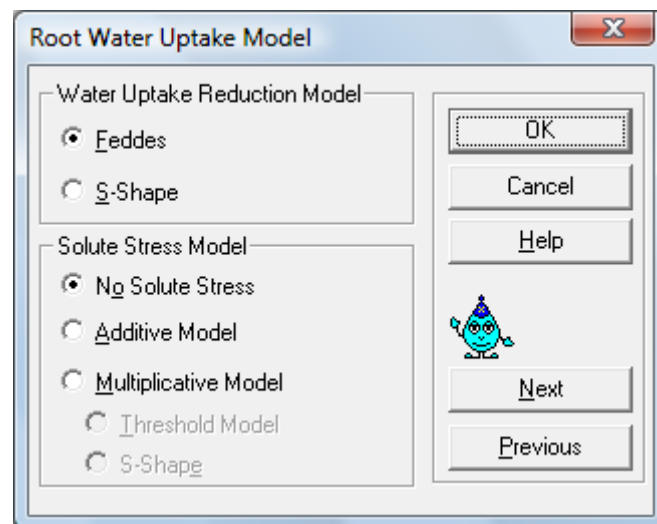 Root Water Uptake Model
Water Uptake Reduction Model
Feddes
S-Shape
Solute Stress Model
No Solute Stress
Additive Model
Multiplicative Model
Threshold Model
S-Shape
OK
Cancel
Help
Next
Previous